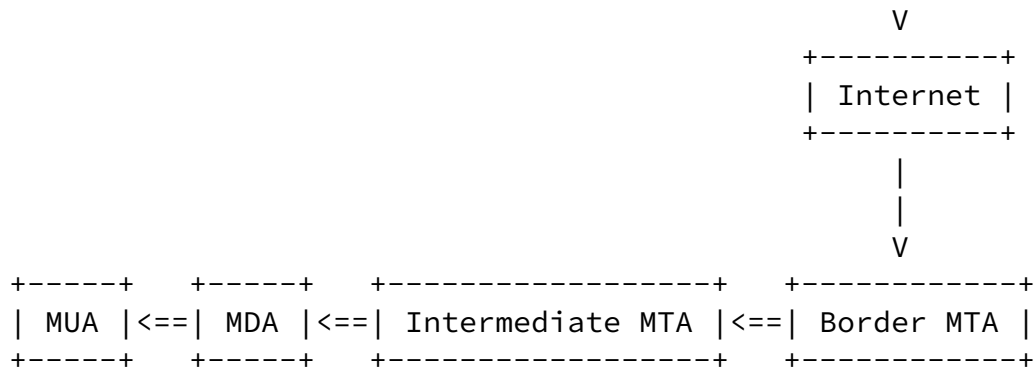 V
+----------+
| Internet |
+----------+
|
|
V
+-----+   +-----+   +------------------+   +------------+
| MUA |<==| MDA |<==| Intermediate MTA |<==| Border MTA |
+-----+   +-----+   +------------------+   +------------+